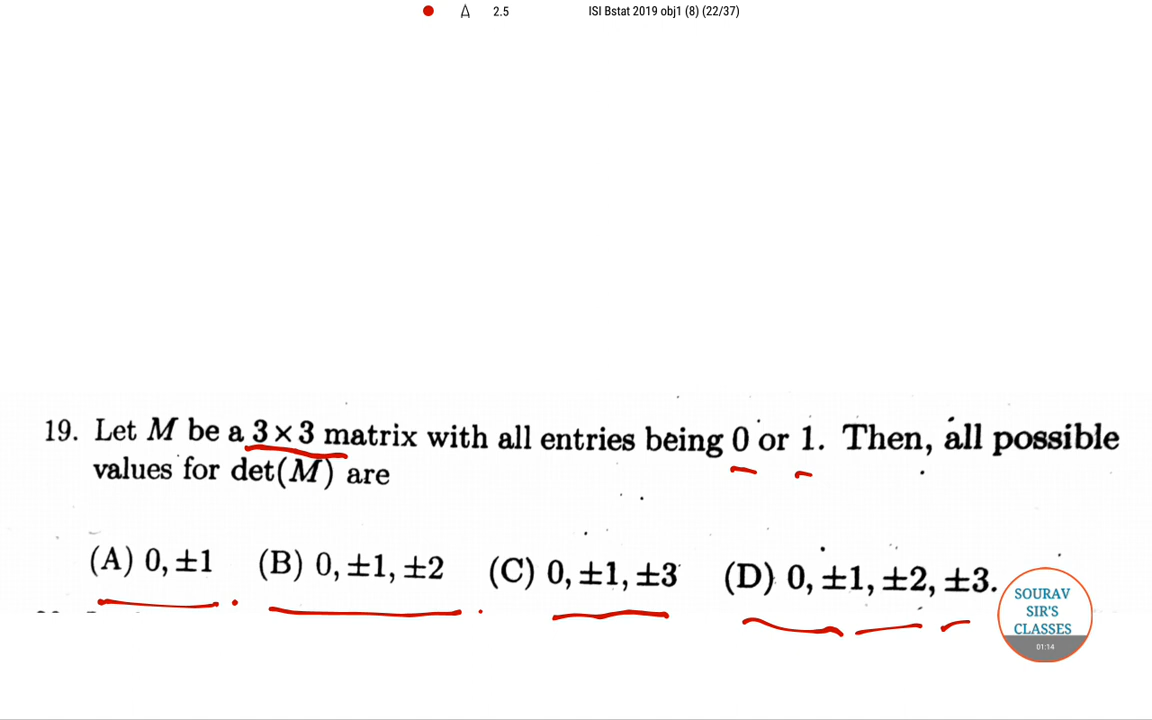 2.5 ISI Bstat 2019 obj1 (8) (22/37)
19. Let M be a 3 × 3 matrix with all entries being 0 or 1. Then, all possible
values for det(M) are
(A) 0, ±1 (B) 0, ±1, ±2 (C) 0, ±1, ±3 (D) 0, ±1, ±2, ±3.
SOURAV
SIR'S
CLASSES
01:14